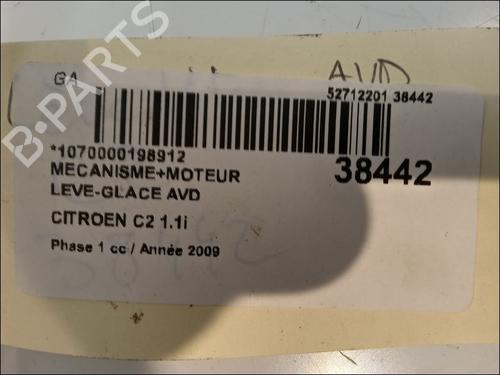 AVD
GA
52712201 38442
*1070000198912
38442
MECANISME+MOTEUR
LEVE-GLACE AVD
CITROEN C2 1.1i
Phase 1 cc / Année 2009
38442
B-PARTS